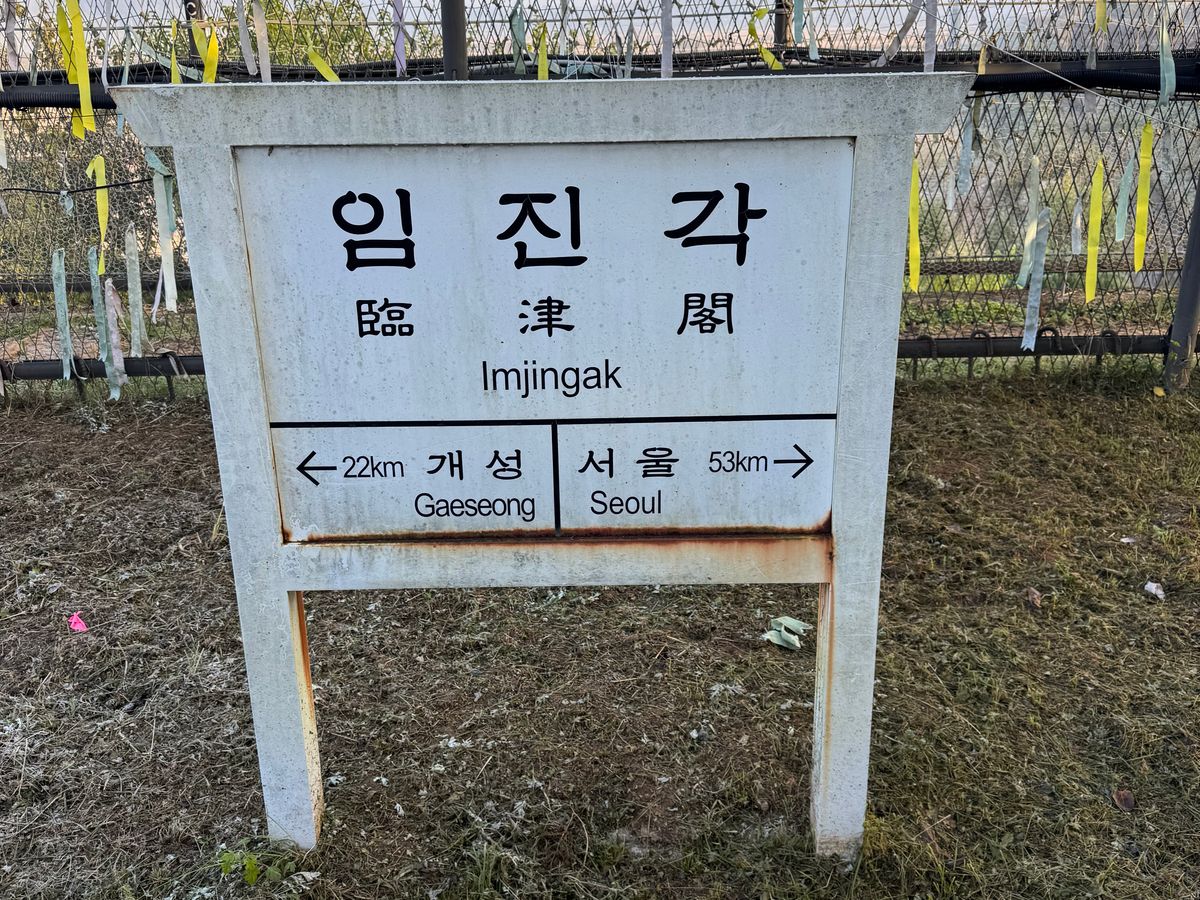 임 진 각
臨 津 閣
Imjingak
← 22km 개 성
Gaeseong
서 울 53km →
Seoul